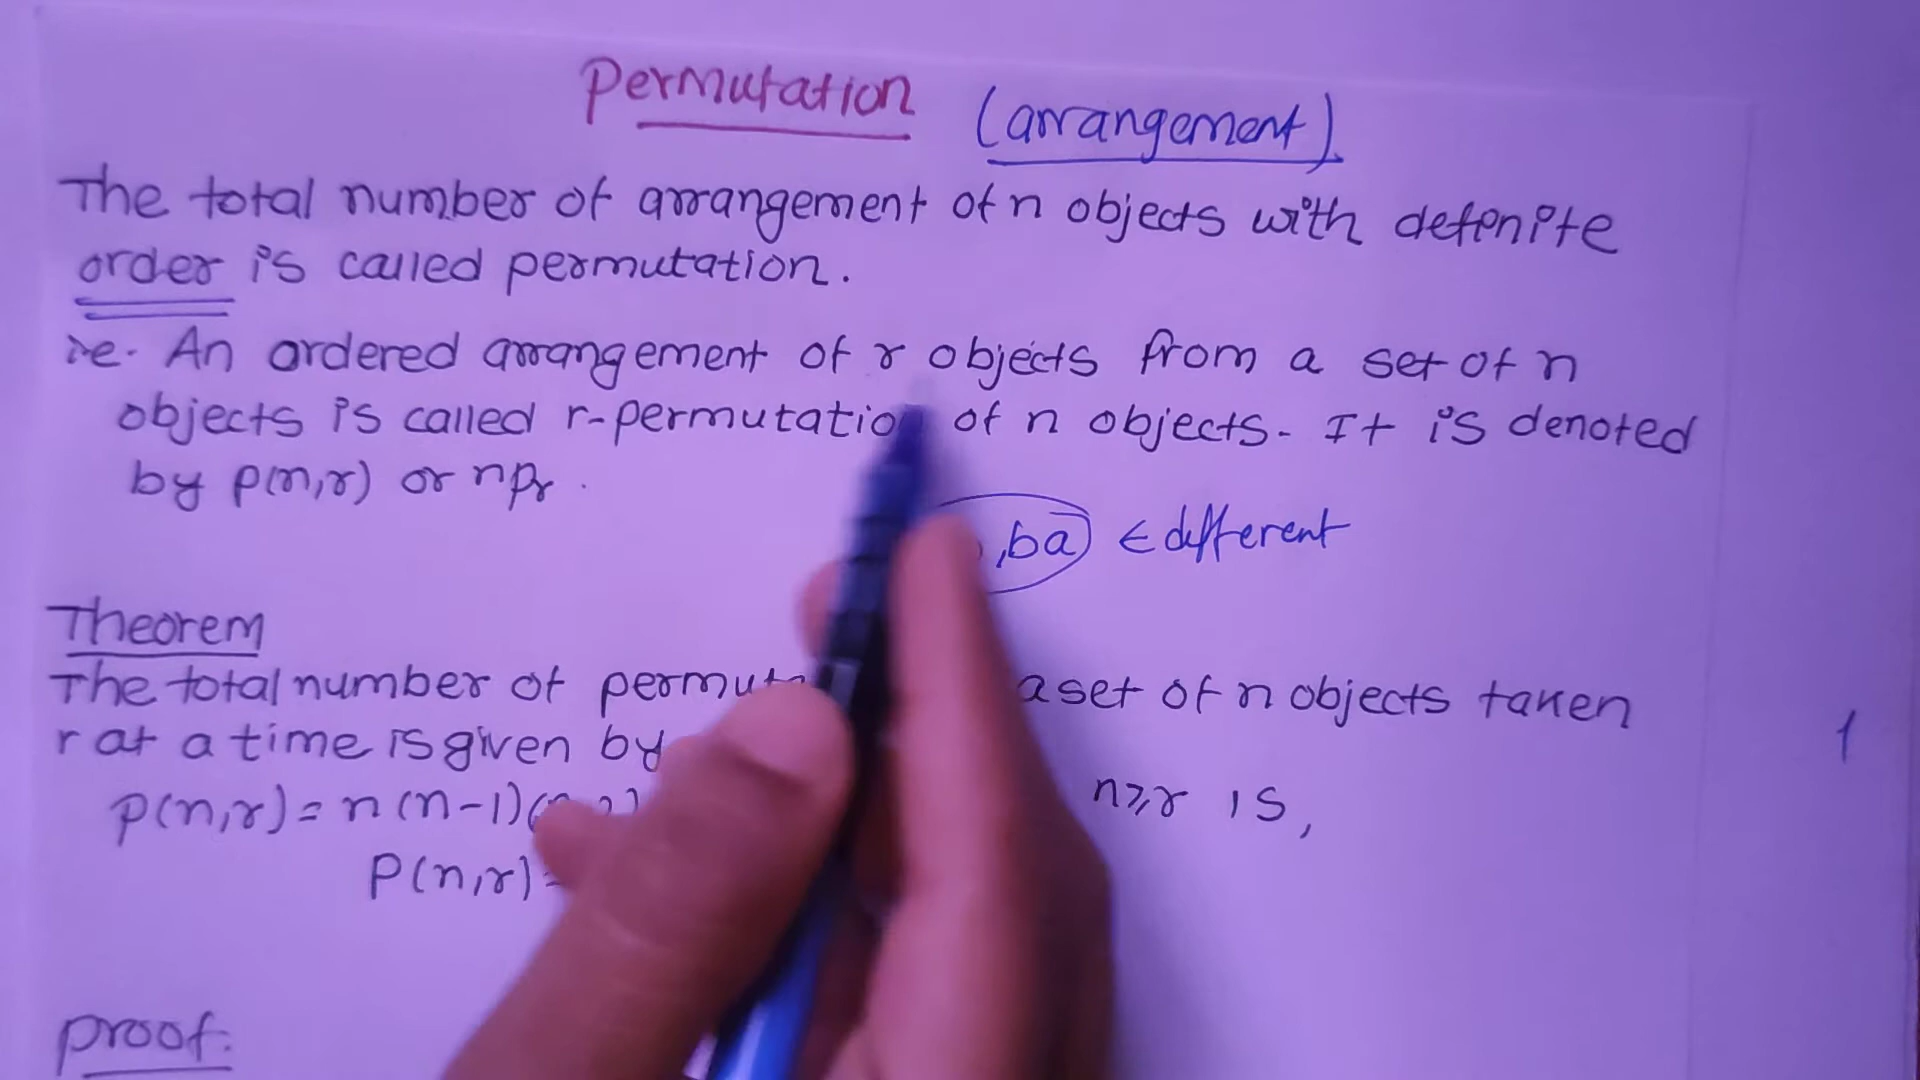 Permutation (arrangement).
The total number of arrangement of n objects with definite
order is called permutation.
i.e. An ordered arrangement of r objects from a set of n
objects is called r-permutation of n objects. It is denoted
by p(n,r) or npr.
,ba) ∈ different
Theorem
The total number of a set of n objects taken
r at a time is given by
p(n,r) = n(n-1)( n≥r is,
P(n,r) =
1
proof: